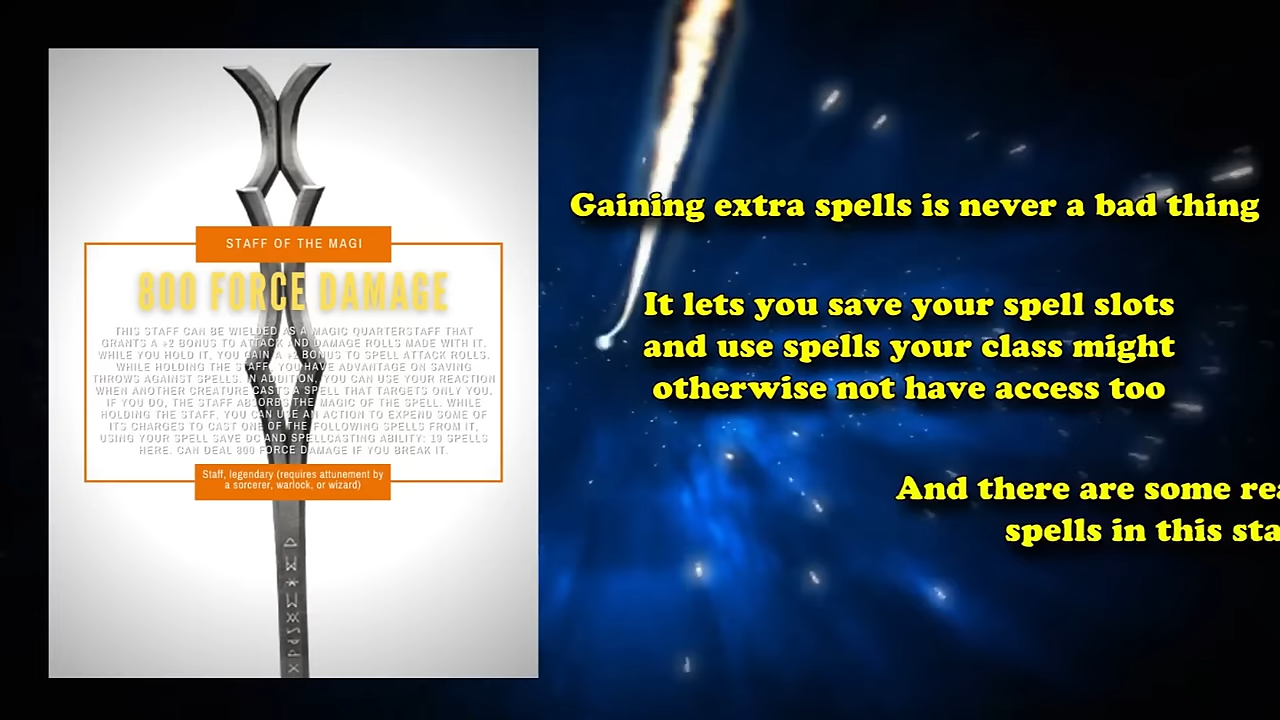 STAFF OF THE MAGI
800 FORCE DAMAGE
THIS STAFF CAN BE WIELDED AS A MAGIC QUARTERSTAFF THAT
GRANTS A +2 BONUS TO ATTACK AND DAMAGE ROLLS MADE WITH IT.
WHILE YOU HOLD IT, YOU GAIN A +2 BONUS TO SPELL ATTACK ROLLS.
WHILE HOLDING THE STAFF, YOU HAVE ADVANTAGE ON SAVING
THROWS AGAINST SPELLS. IN ADDITION, YOU CAN USE YOUR REACTION
WHEN ANOTHER CREATURE CASTS A SPELL THAT TARGETS ONLY YOU.
IF YOU DO, THE STAFF ABSORBS THE MAGIC OF THE SPELL. WHILE
HOLDING THE STAFF, YOU CAN USE AN ACTION TO EXPEND SOME OF
ITS CHARGES TO CAST ONE OF THE FOLLOWING SPELLS FROM IT,
USING YOUR SPELL SAVE DC AND SPELLCASTING ABILITY: 19 SPELLS
HERE. CAN DEAL 800 FORCE DAMAGE IF YOU BREAK IT.
Staff, legendary (requires attunement by
a sorcerer, warlock, or wizard)
Gaining extra spells is never a bad thing
It lets you save your spell slots
and use spells your class might
otherwise not have access too
And there are some rea
spells in this sta